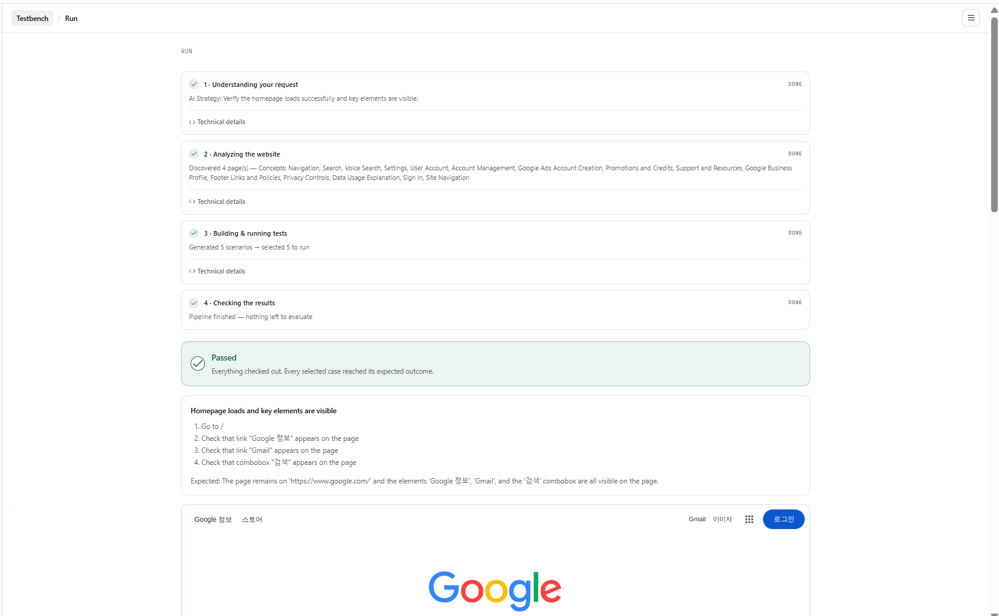 Testbench / Run
RUN
1 · Understanding your request
DONE
AI Strategy: Verify the homepage loads successfully and key elements are visible.
<> Technical details
2 · Analyzing the website
DONE
Discovered 4 page(s) — Concepts: Navigation, Search, Voice Search, Settings, User Account, Account Management, Google Ads Account Creation, Promotions and Credits, Support and Resources, Google Business
Profile, Footer Links and Policies, Privacy Controls, Data Usage Explanation, Sign In, Site Navigation
<> Technical details
3 · Building & running tests
DONE
Generated 5 scenarios → selected 5 to run
<> Technical details
4 · Checking the results
DONE
Pipeline finished — nothing left to evaluate
Passed
Everything checked out. Every selected case reached its expected outcome.
Homepage loads and key elements are visible
1. Go to /
2. Check that link "Google 정보" appears on the page
3. Check that link "Gmail" appears on the page
4. Check that combobox "검색" appears on the page
Expected: The page remains on 'https://www.google.com/' and the elements 'Google 정보', 'Gmail', and the '검색' combobox are all visible on the page.
Google 정보 스토어
Gmail 이미지 로그인
Google